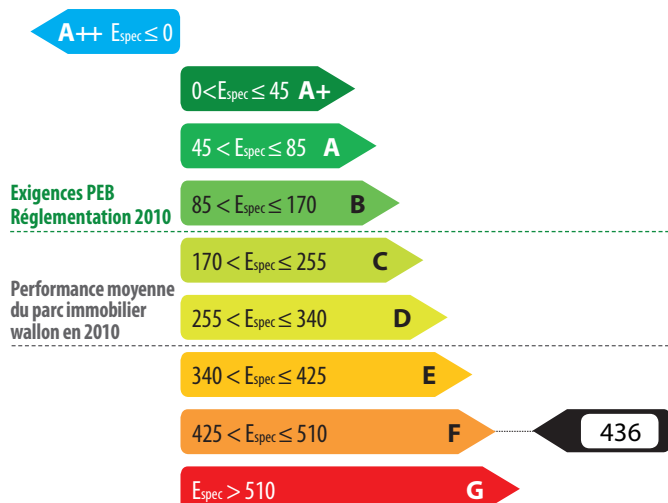 A++ Espec ≤ 0
0<Espec ≤ 45 A+
45 < Espec ≤ 85 A
Exigences PEB
Réglementation 2010
85 < Espec ≤ 170 B
170 < Espec ≤ 255 C
Performance moyenne
du parc immobilier
wallon en 2010
255 < Espec ≤ 340 D
340 < Espec ≤ 425 E
425 < Espec ≤ 510 F
436
Espec > 510 G